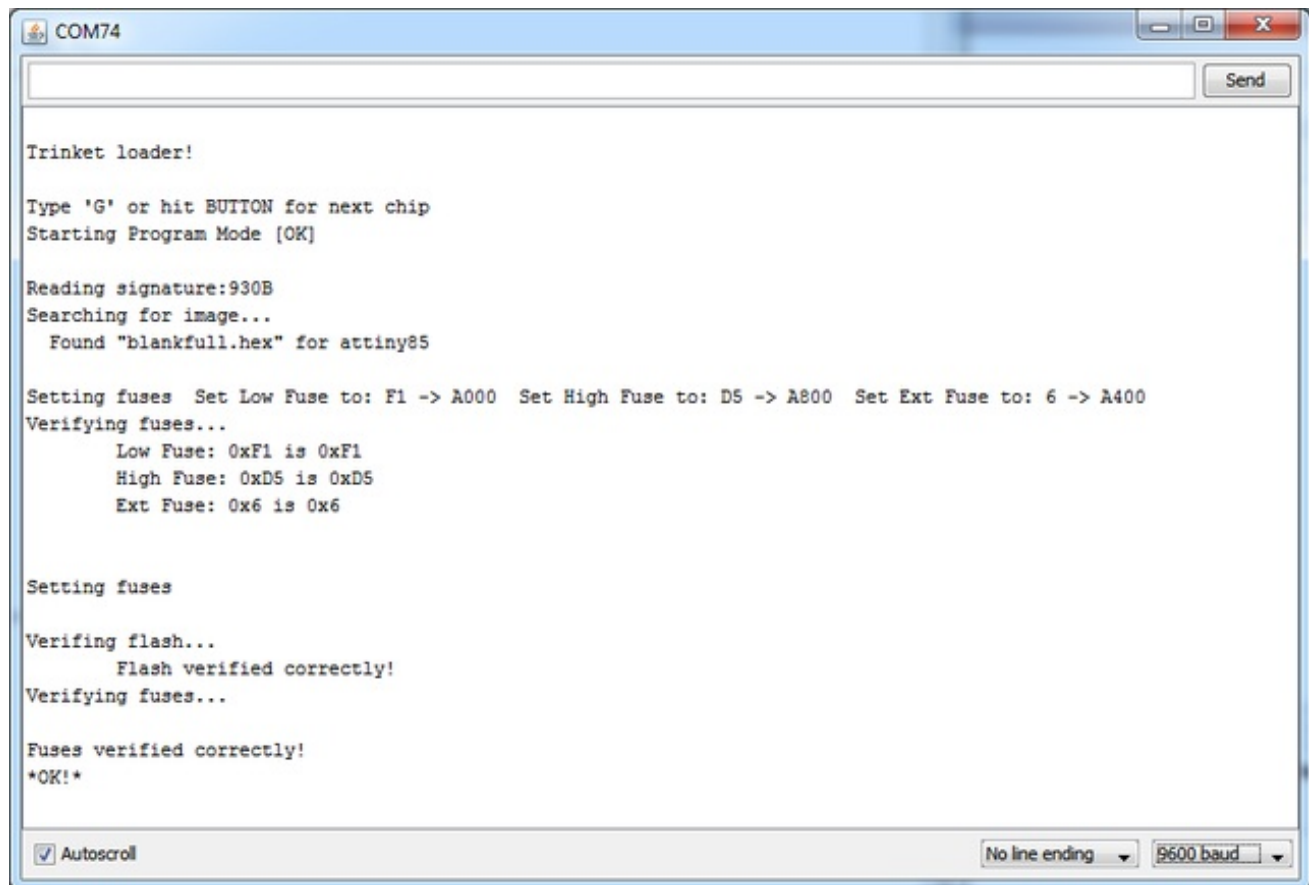 COM74
Send
Trinket loader!
Type 'G' or hit BUTTON for next chip
Starting Program Mode [OK]
Reading signature:930B
Searching for image...
Found "blankfull.hex" for attiny85
Setting fuses  Set Low Fuse to: F1 -> A000  Set High Fuse to: D5 -> A800  Set Ext Fuse to: 6 -> A400
Verifying fuses...
Low Fuse: 0xF1 is 0xF1
High Fuse: 0xD5 is 0xD5
Ext Fuse: 0x6 is 0x6
Setting fuses
Verifing flash...
Flash verified correctly!
Verifying fuses...
Fuses verified correctly!
*OK!*
Autoscroll
No line ending
9600 baud